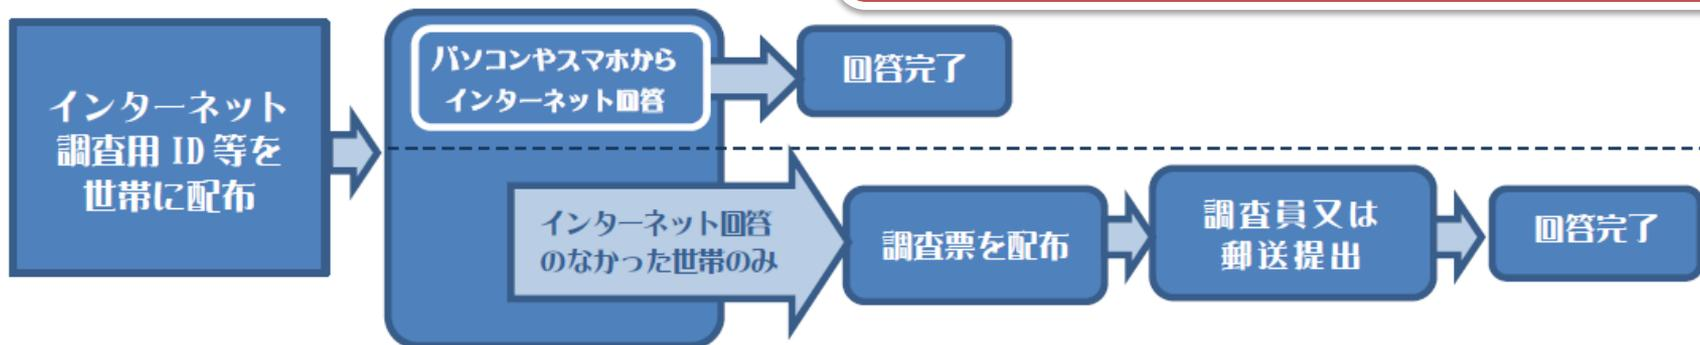 インターネット
調査用 ID 等を
世帯に配布
パソコンやスマホから
インターネット回答
回答完了
インターネット回答
のなかった世帯のみ
調査票を配布
調査員又は
郵送提出
回答完了